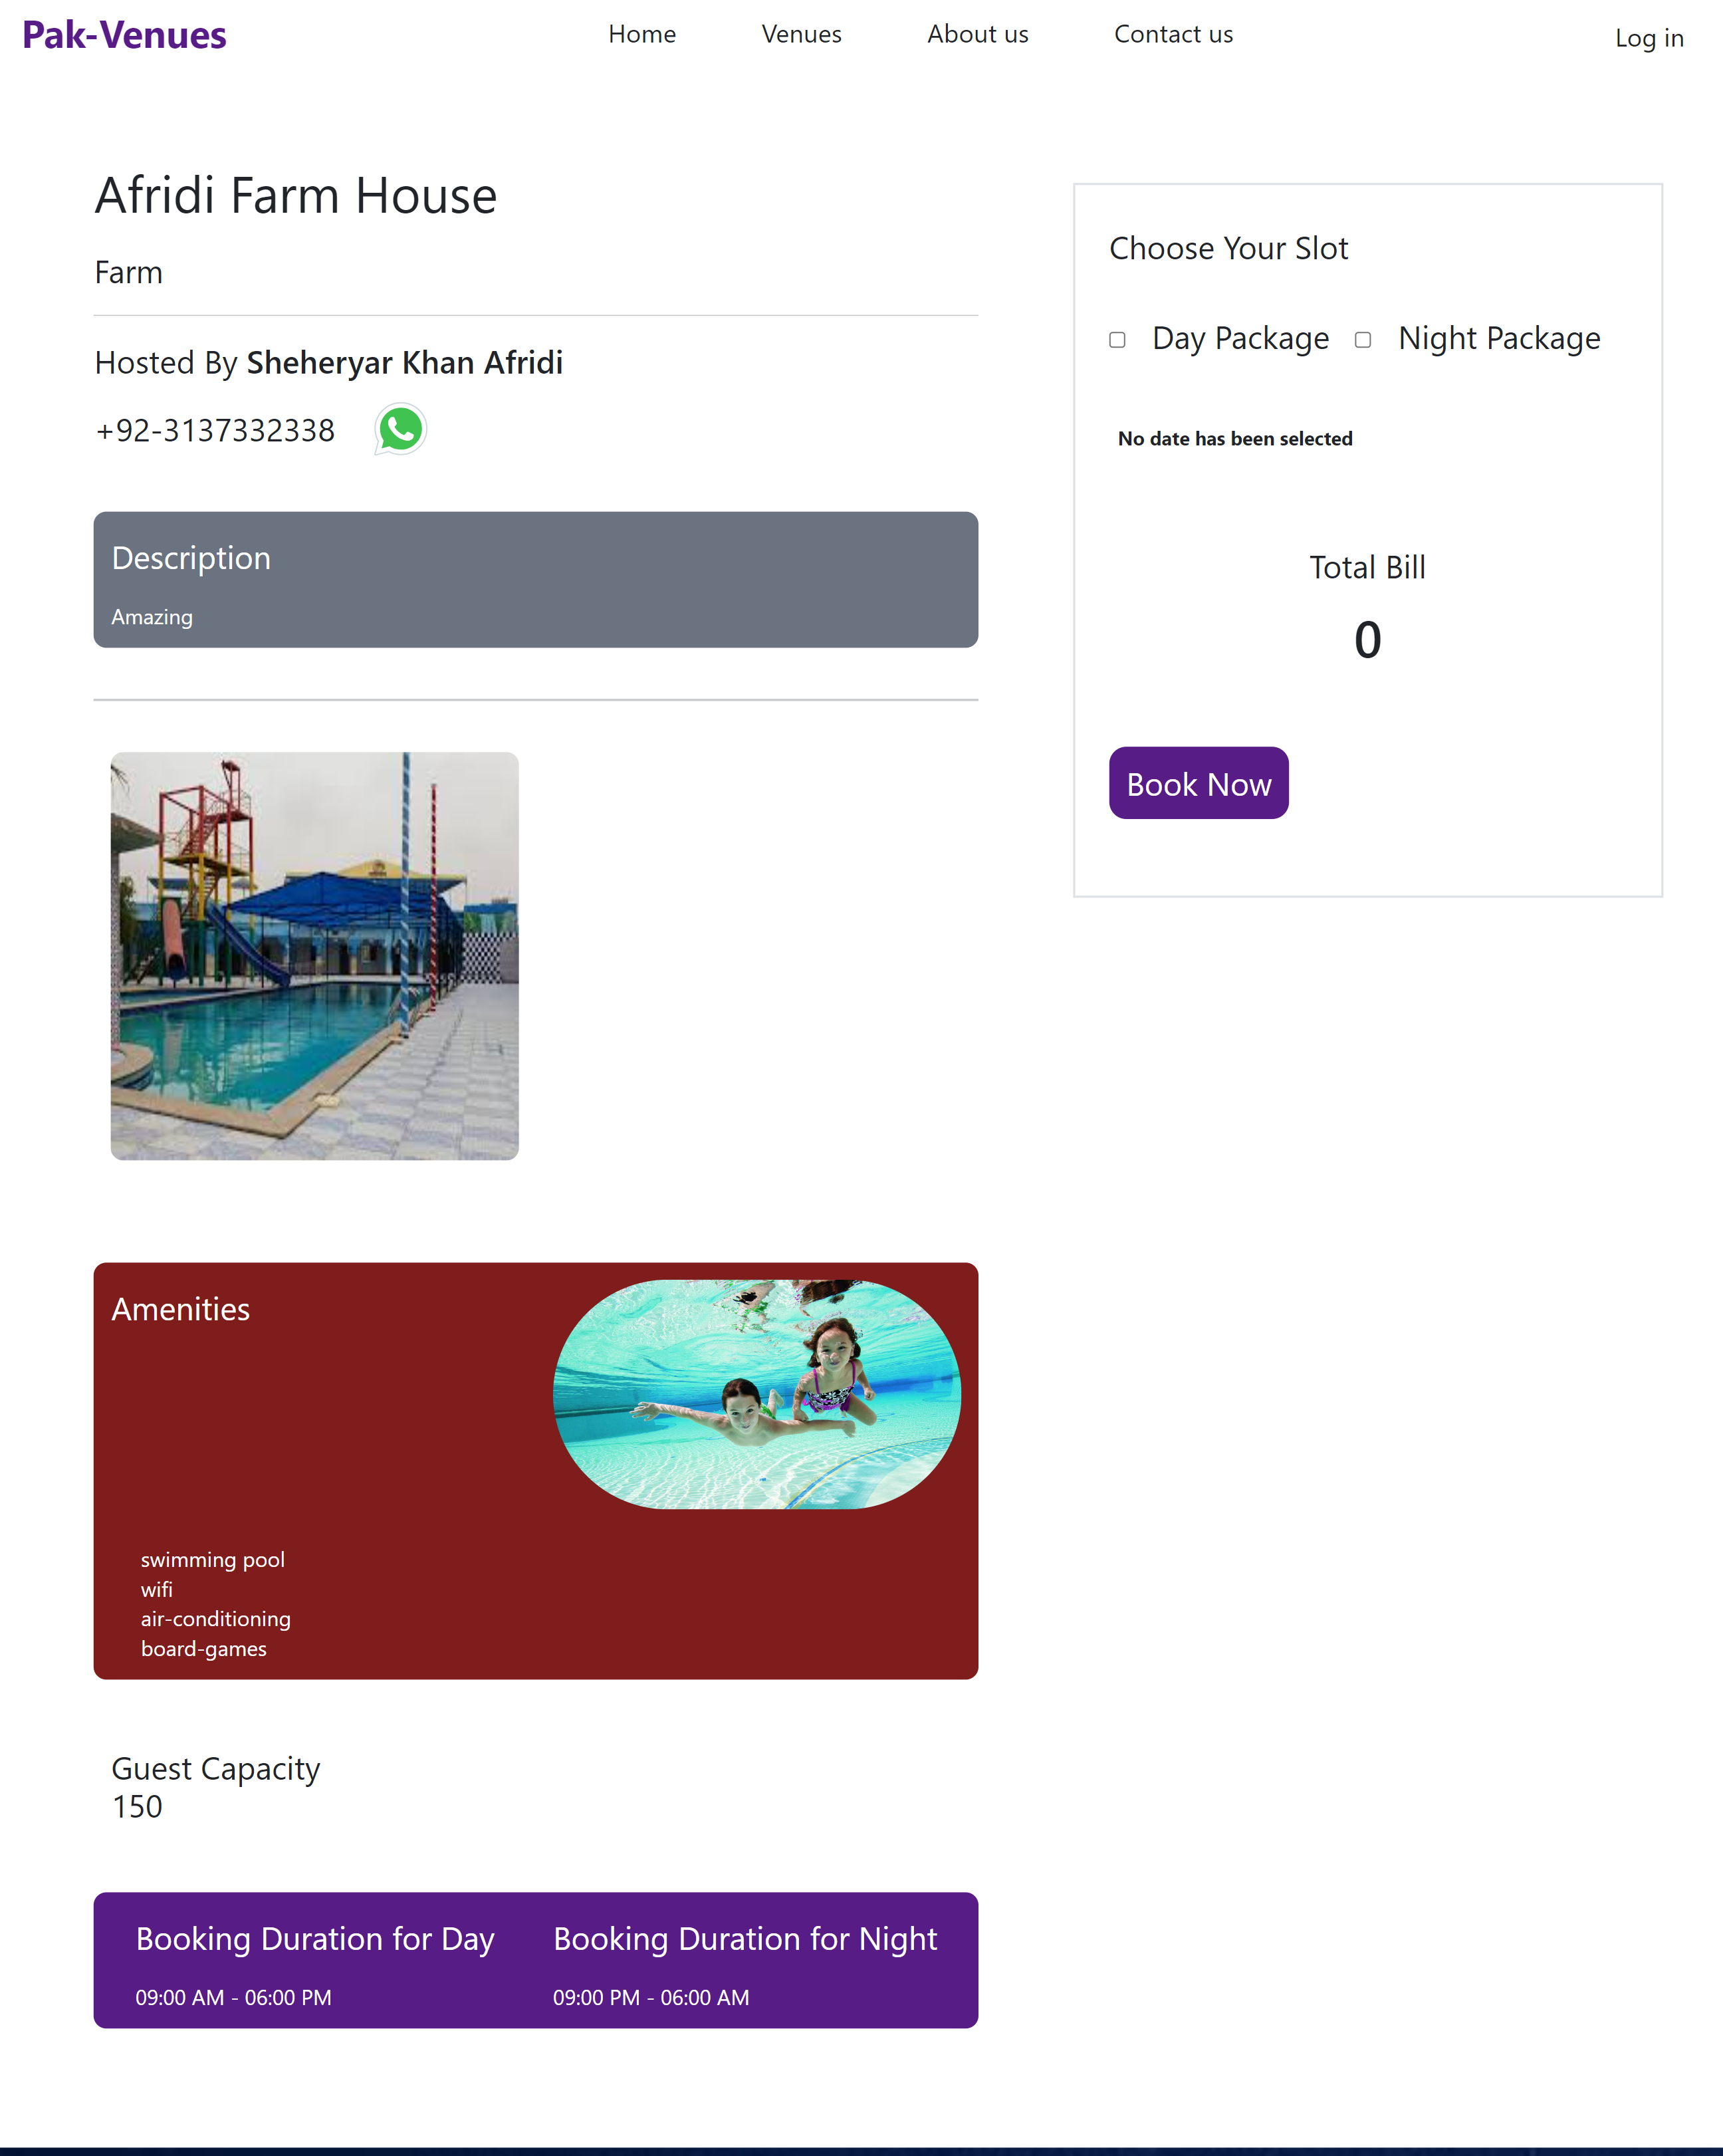 Pak-Venues
Home
Venues
About us
Contact us
Log in
Afridi Farm House
Farm
Hosted By Sheheryar Khan Afridi
+92-3137332338
Description
Amazing
Choose Your Slot
Day Package
Night Package
No date has been selected
Total Bill
0
Book Now
Amenities
swimming pool
wifi
air-conditioning
board-games
Guest Capacity
150
Booking Duration for Day
09:00 AM - 06:00 PM
Booking Duration for Night
09:00 PM - 06:00 AM